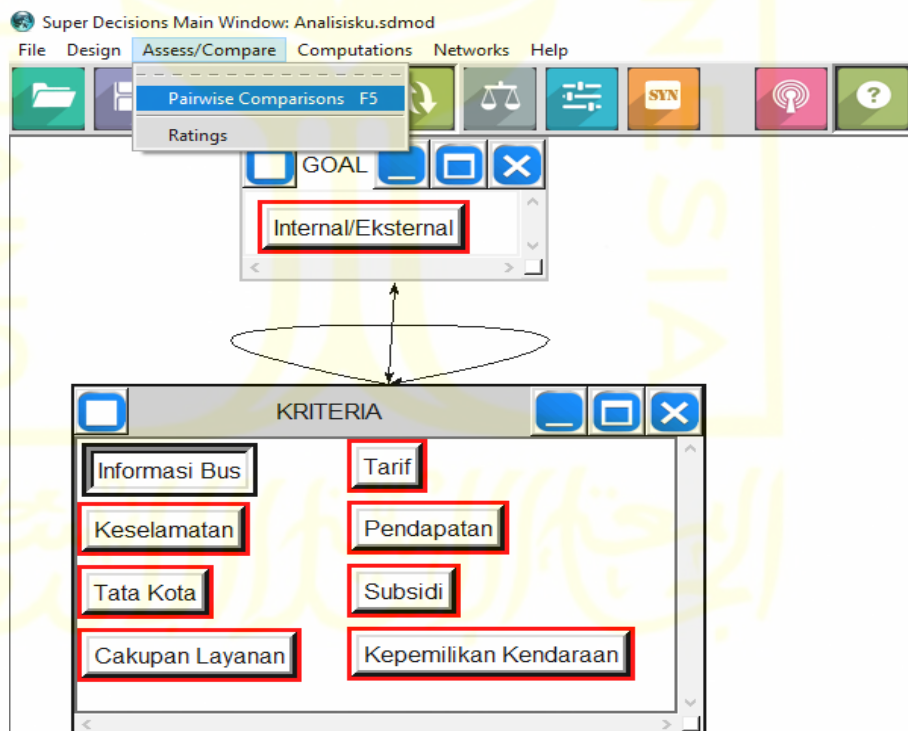 Super Decisions Main Window: Analisisku.sdmod
File Design Assess/Compare Computations Networks Help
Pairwise Comparisons F5
Ratings
SYN
?
GOAL
Internal/Eksternal
KRITERIA
Informasi Bus
Tarif
Keselamatan
Pendapatan
Tata Kota
Subsidi
Cakupan Layanan
Kepemilikan Kendaraan